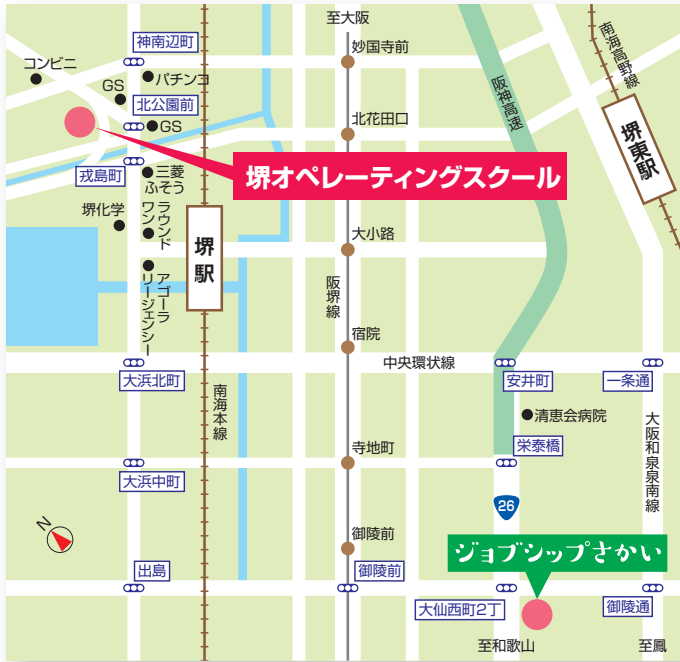 至大阪
神南辺町
妙国寺前
南海高野線
コンビニ
パチンコ
GS
阪神高速
北公園前
GS
北花田口
堺東駅
戎島町
三菱
ふそう
堺オペレーティングスクール
堺化学
ラウンド
ワン
堺駅
大小路
アゴーラ
リージェンシー
阪堺線
宿院
中央環状線
大浜北町
安井町
一条通
南海本線
清恵会病院
大阪和泉泉南線
栄泰橋
寺地町
大浜中町
26
N
御陵前
ジョブシップさかい
出島
御陵前
大仙西町2丁
御陵通
至和歌山
至鳳